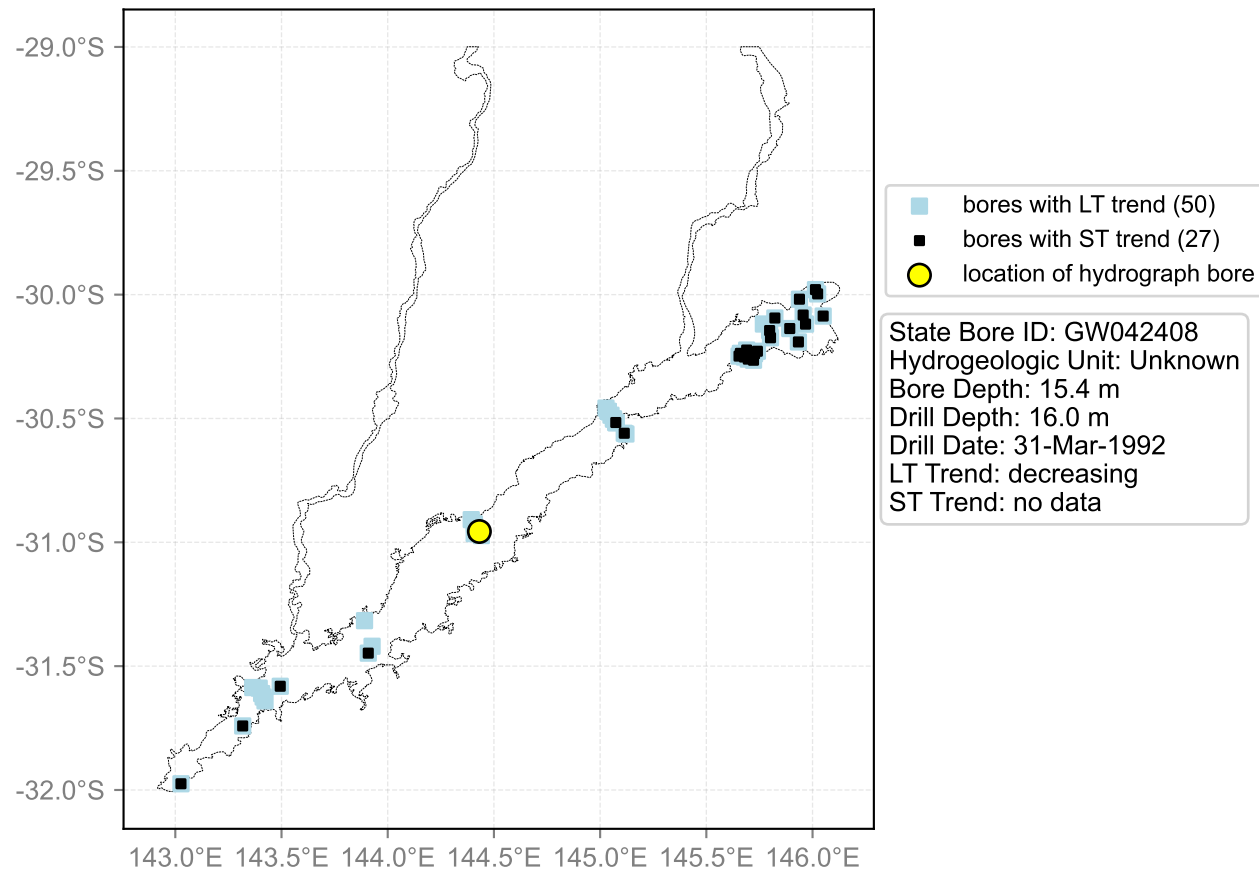 -29.0°S
-29.5°S
-30.0°S
-30.5°S
-31.0°S
-31.5°S
-32.0°S
143.0°E 143.5°E 144.0°E 144.5°E 145.0°E 145.5°E 146.0°E
bores with LT trend (50)
bores with ST trend (27)
location of hydrograph bore
State Bore ID: GW042408
Hydrogeologic Unit: Unknown
Bore Depth: 15.4 m
Drill Depth: 16.0 m
Drill Date: 31-Mar-1992
LT Trend: decreasing
ST Trend: no data